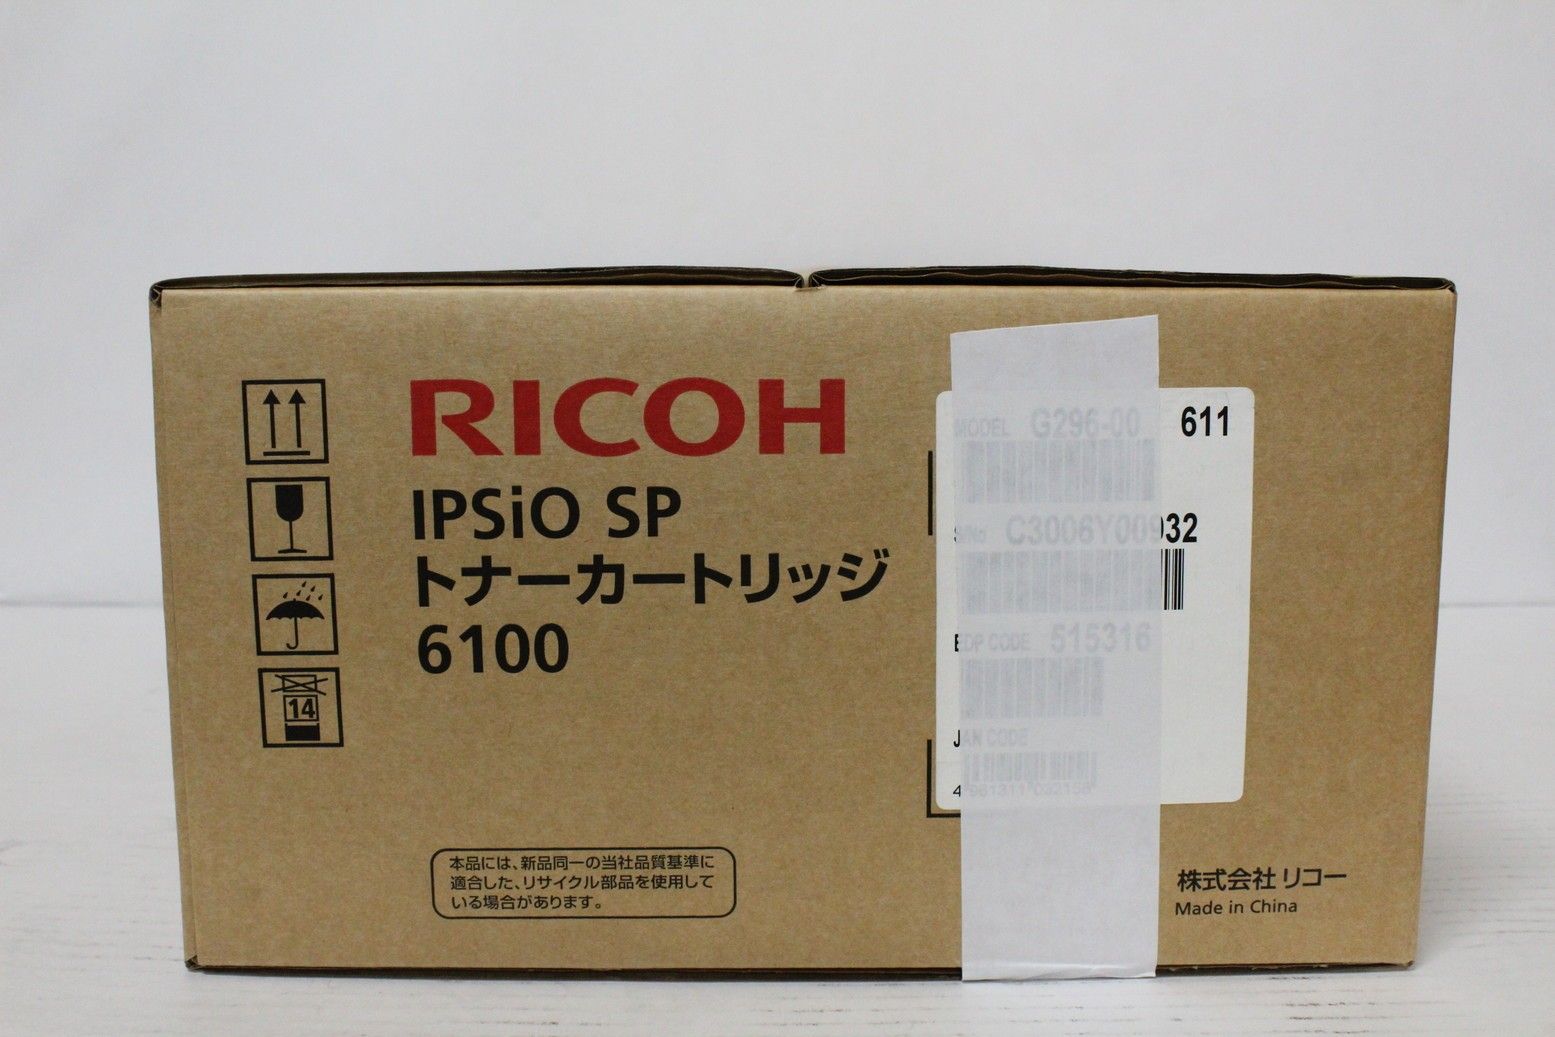 RICOH
IPSiO SP
トナーカートリッジ
6100
14
本品には、新品同一の当社品質基準に
適合した、リサイクル部品を使用して
いる場合があります。
MODEL G296-00 611
S/No C3006Y00932
EDP CODE 515316
JAN CODE
4961311032158
株式会社 リコー
Made in China